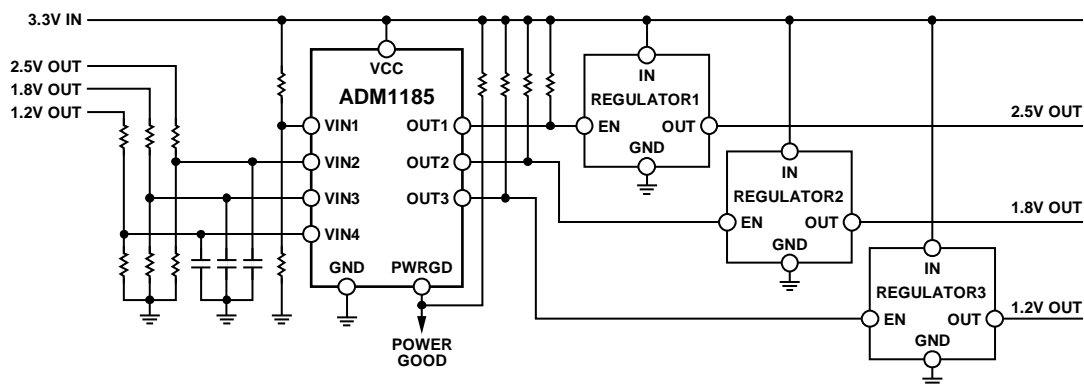 3.3V IN
2.5V OUT
1.8V OUT
1.2V OUT
VCC
ADM1185
VIN1
VIN2
VIN3
VIN4
OUT1
OUT2
OUT3
GND
PWRGD
POWER
GOOD
IN
REGULATOR1
EN
OUT
GND
2.5V OUT
IN
REGULATOR2
EN
OUT
GND
1.8V OUT
IN
REGULATOR3
EN
OUT
GND
1.2V OUT